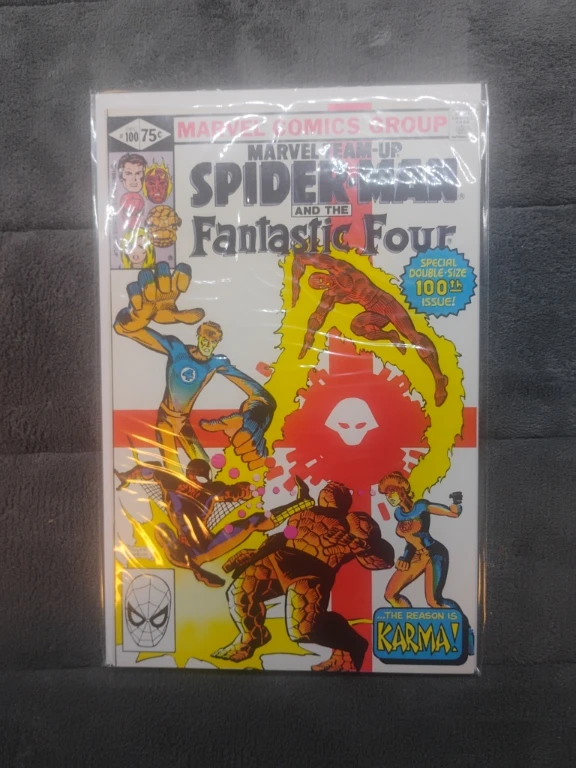 100 75¢
MARVEL COMICS GROUP
MARVEL TEAM-UP
SPIDER-MAN
AND THE
Fantastic Four
SPECIAL
DOUBLE-SIZE
100th
ISSUE!
4
...THE REASON IS
KARMA!